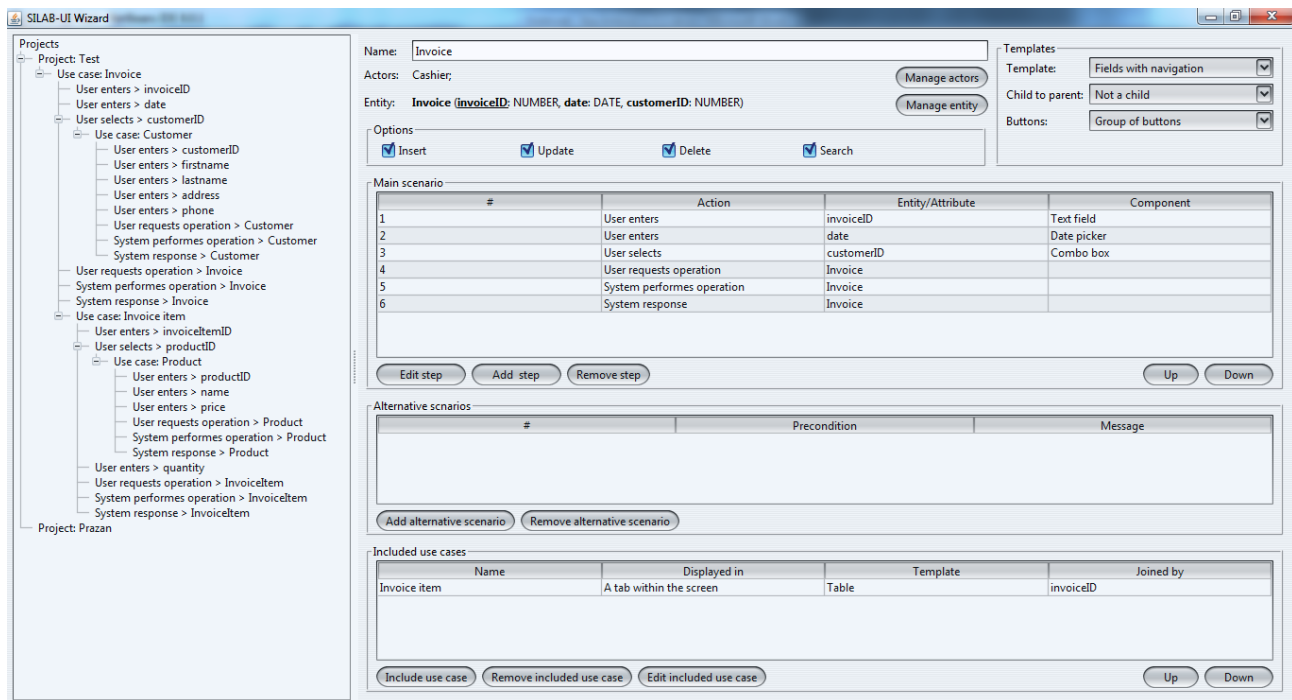 SILAB-UI Wizard
Projects
Project: Test
Use case: Invoice
User enters > invoiceID
User enters > date
User selects > customerID
Use case: Customer
User enters > customerID
User enters > firstname
User enters > lastname
User enters > address
User enters > phone
User requests operation > Customer
System performes operation > Customer
System response > Customer
User requests operation > Invoice
System performes operation > Invoice
System response > Invoice
Use case: Invoice item
User enters > invoiceItemID
User selects > productID
Use case: Product
User enters > productID
User enters > name
User enters > price
User requests operation > Product
System performes operation > Product
System response > Product
User enters > quantity
User requests operation > InvoiceItem
System performes operation > InvoiceItem
System response > InvoiceItem
Project: Prazan
Name: Invoice
Actors: Cashier; Manage actors
Entity: Invoice (invoiceID: NUMBER, date: DATE, customerID: NUMBER) Manage entity
Options
Insert Update Delete Search
Templates
Template: Fields with navigation
Child to parent: Not a child
Buttons: Group of buttons
Main scenario
# Action Entity/Attribute Component
1 User enters invoiceID Text field
2 User enters date Date picker
3 User selects customerID Combo box
4 User requests operation Invoice
5 System performes operation Invoice
6 System response Invoice
Edit step Add step Remove step Up Down
Alternative scnarios
# Precondition Message
Add alternative scenario Remove alternative scenario
Included use cases
Name Displayed in Template Joined by
Invoice item A tab within the screen Table invoiceID
Include use case Remove included use case Edit included use case Up Down